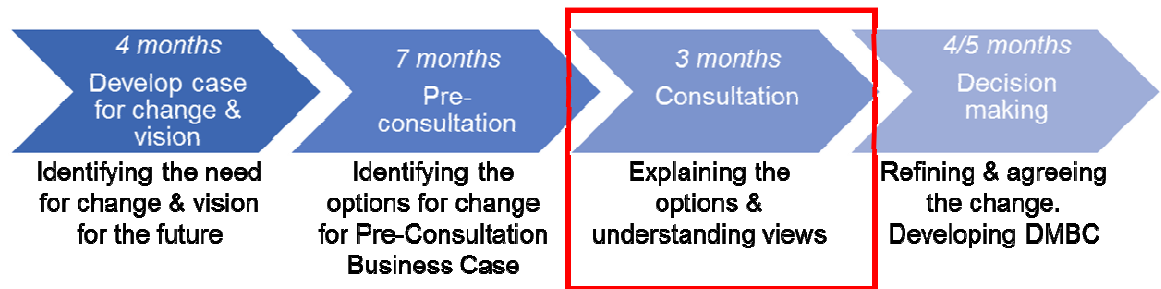 4 months
Develop case
for change &
vision
Identifying the need
for change & vision
for the future
7 months
Pre-
consultation
Identifying the
options for change
for Pre-Consultation
Business Case
3 months
Consultation
Explaining the
options &
understanding views
4/5 months
Decision
making
Refining & agreeing
the change.
Developing DMBC